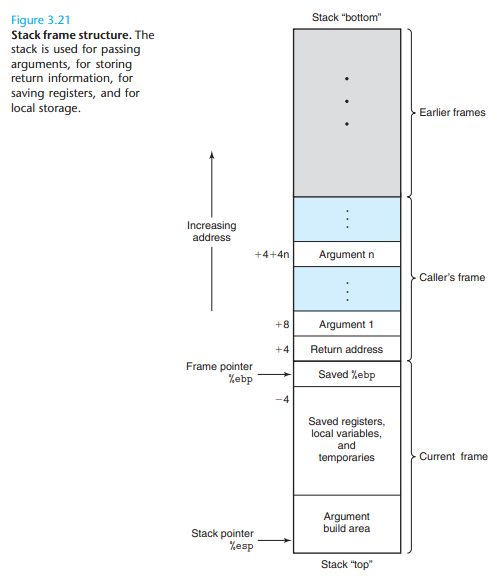 Figure 3.21
Stack frame structure. The
stack is used for passing
arguments, for storing
return information, for
saving registers, and for
local storage.
Stack “bottom”
Earlier frames
Increasing
address
+4+4n
Argument n
Caller’s frame
+8
Argument 1
+4
Return address
Frame pointer
%ebp
Saved %ebp
−4
Saved registers,
local variables,
and
temporaries
Current frame
Argument
build area
Stack pointer
%esp
Stack “top”